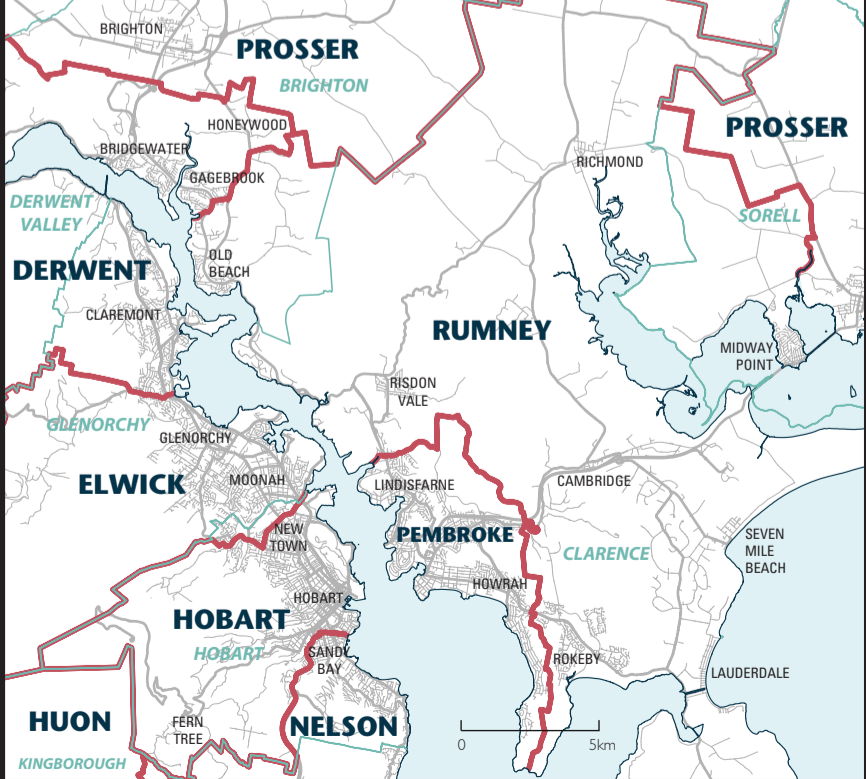 BRIGHTON
PROSSER
BRIGHTON
HONEYWOOD
PROSSER
BRIDGEWATER
RICHMOND
GAGEBROOK
DERWENT
VALLEY
SORELL
DERWENT
OLD
BEACH
CLAREMONT
RUMNEY
MIDWAY
POINT
RISDON
VALE
GLENORCHY
GLENORCHY
ELWICK
MOONAH
LINDISFARNE
CAMBRIDGE
NEW
TOWN
PEMBROKE
CLARENCE
SEVEN
MILE
BEACH
HOWRAH
HOBART
HOBART
HOBART
SANDY
BAY
ROKEBY
LAUDERDALE
HUON
FERN
TREE
NELSON
KINGBOROUGH
0
5km